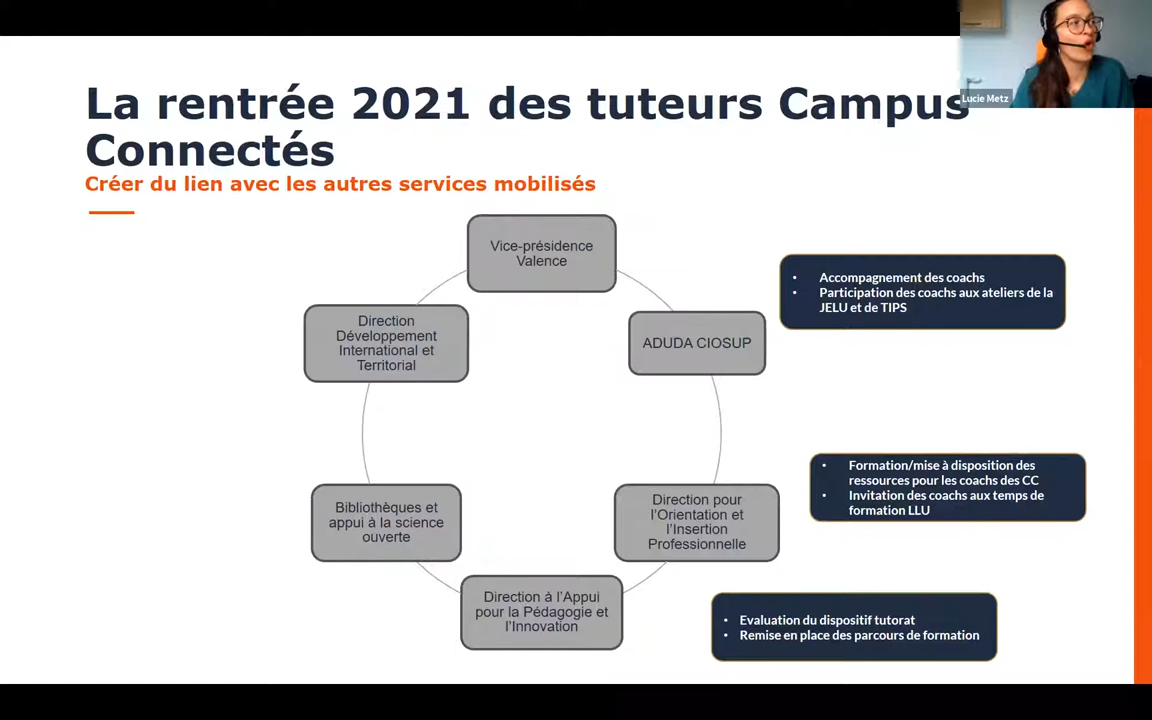 La rentrée 2021 des tuteurs Campus
Connectés
Créer du lien avec les autres services mobilisés
Lucie Metz
Vice-présidence
Valence
• Accompagnement des coachs
• Participation des coachs aux ateliers de la
JELU et de TIPS
Direction
Développement
International et
Territorial
ADUDA CIOSUP
• Formation/mise à disposition des
ressources pour les coachs des CC
• Invitation des coachs aux temps de
formation LLU
Bibliothèques et
appui à la science
ouverte
Direction pour
l’Orientation et
l’Insertion
Professionnelle
Direction à l’Appui
pour la Pédagogie et
l’Innovation
• Evaluation du dispositif tutorat
• Remise en place des parcours de formation